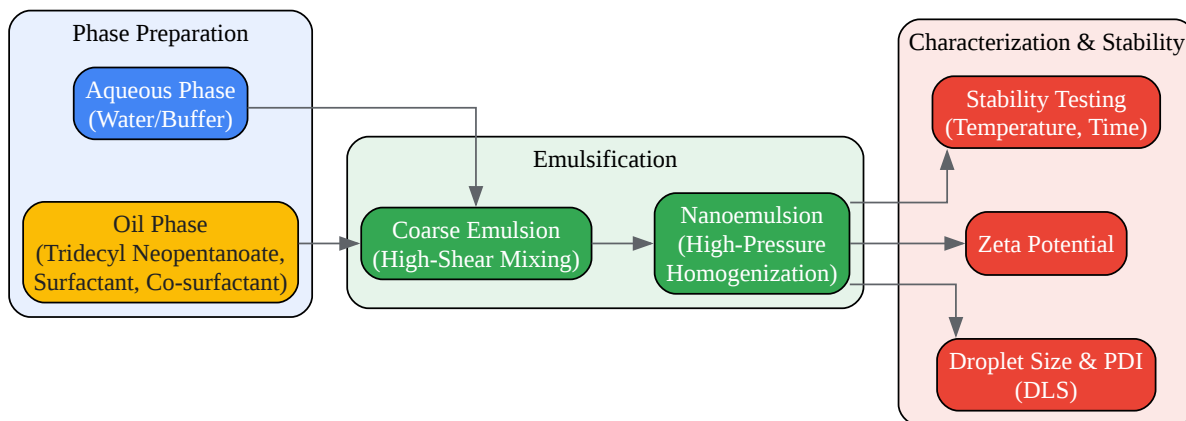 Phase Preparation
Aqueous Phase
(Water/Buffer)
Oil Phase
(Tridecyl Neopentanoate,
Surfactant, Co-surfactant)
Emulsification
Coarse Emulsion
(High-Shear Mixing)
Nanoemulsion
(High-Pressure
Homogenization)
Characterization & Stability
Stability Testing
(Temperature, Time)
Zeta Potential
Droplet Size & PDI
(DLS)